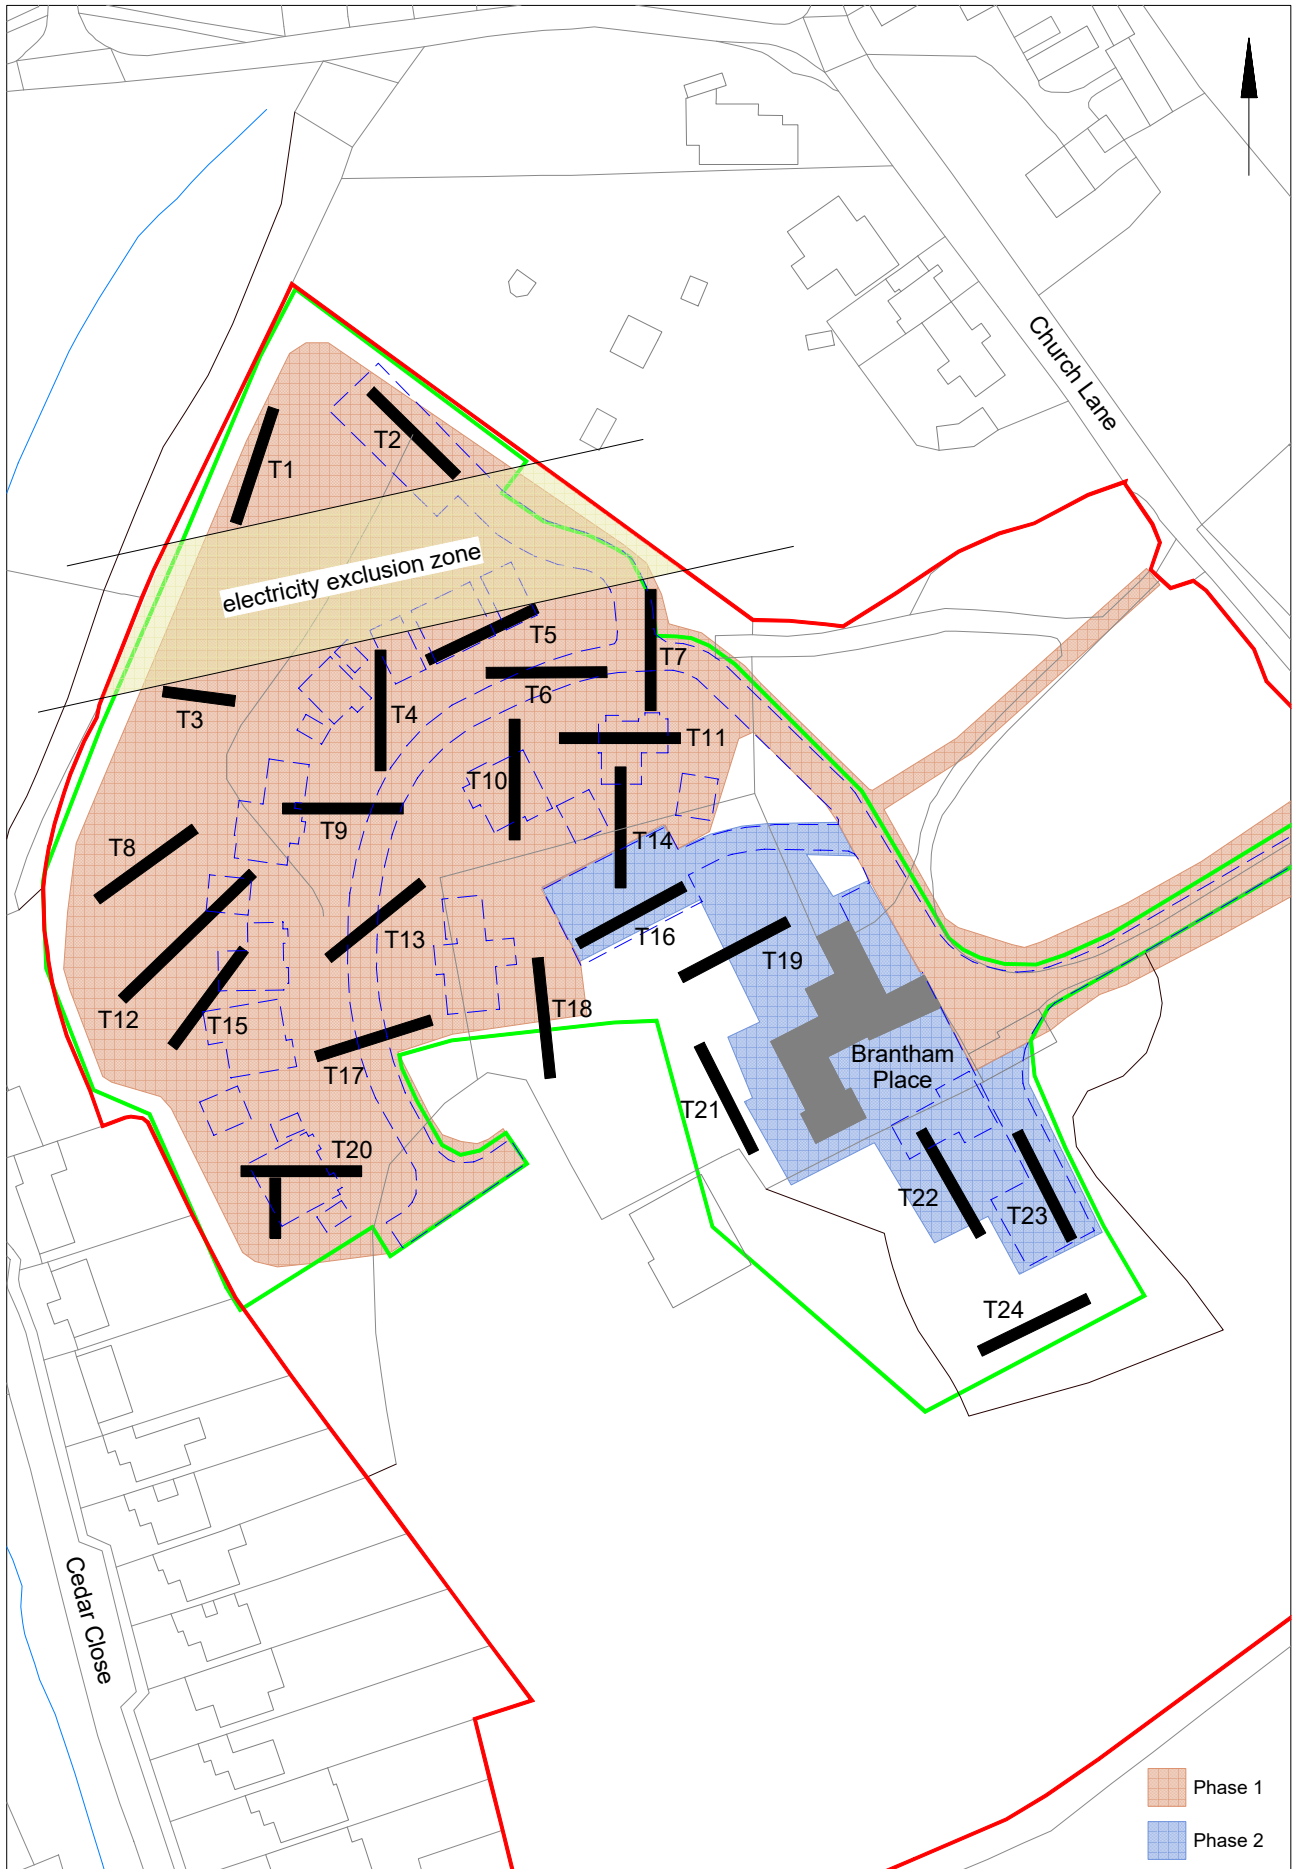 Church Lane
T2
T1
electricity exclusion zone
T5
T7
T6
T3
T4
T11
T10
T9
T14
T8
T16
T13
T19
T18
T12
T15
Brantham
Place
T17
T21
T20
T22
T23
T24
Cedar Close
Phase 1
Phase 2